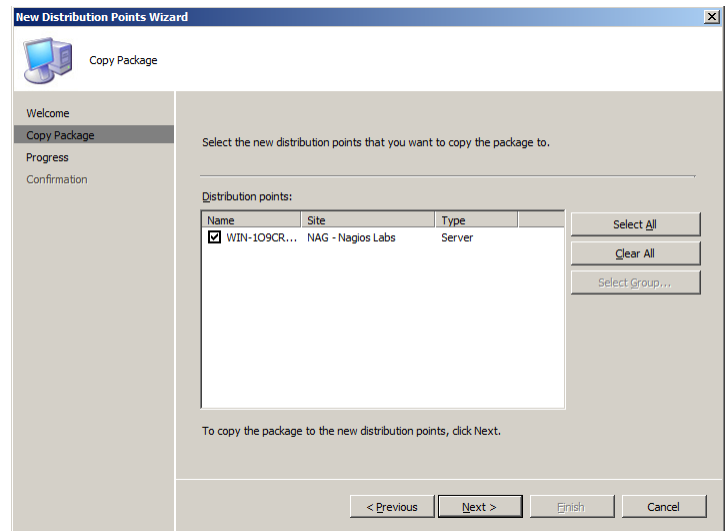 New Distribution Points Wizard
Copy Package
Welcome
Copy Package
Progress
Confirmation
Select the new distribution points that you want to copy the package to.
Distribution points:
Name Site Type
WIN-1O9CR... NAG - Nagios Labs Server
Select All
Clear All
Select Group...
To copy the package to the new distribution points, click Next.
< Previous Next > Finish Cancel